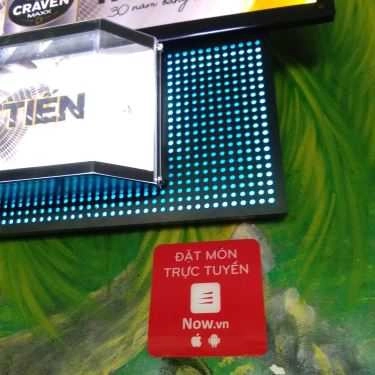 CRAVEN
MAXX
30 năm
TIẾN
ĐẶT MÓN
TRỰC TUYẾN
Now.vn